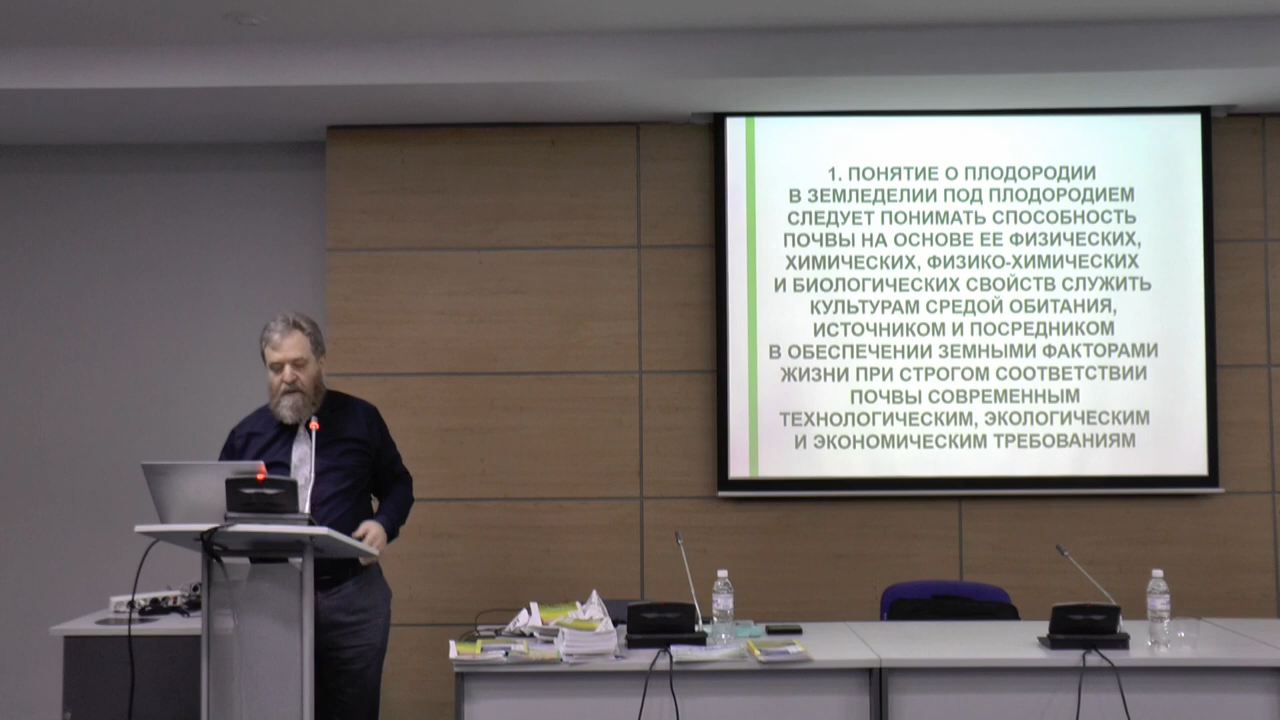 1. ПОНЯТИЕ О ПЛОДОРОДИИ
В ЗЕМЛЕДЕЛИИ ПОД ПЛОДОРОДИЕМ
СЛЕДУЕТ ПОНИМАТЬ СПОСОБНОСТЬ
ПОЧВЫ НА ОСНОВЕ ЕЕ ФИЗИЧЕСКИХ,
ХИМИЧЕСКИХ, ФИЗИКО-ХИМИЧЕСКИХ
И БИОЛОГИЧЕСКИХ СВОЙСТВ СЛУЖИТЬ
КУЛЬТУРАМ СРЕДОЙ ОБИТАНИЯ,
ИСТОЧНИКОМ И ПОСРЕДНИКОМ
В ОБЕСПЕЧЕНИИ ЗЕМНЫМИ ФАКТОРАМИ
ЖИЗНИ ПРИ СТРОГОМ СООТВЕТСТВИИ
ПОЧВЫ СОВРЕМЕННЫМ
ТЕХНОЛОГИЧЕСКИМ, ЭКОЛОГИЧЕСКИМ
И ЭКОНОМИЧЕСКИМ ТРЕБОВАНИЯМ